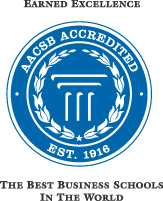 EARNED EXCELLENCE
AACSB ACCREDITED
EST. 1916
THE BEST BUSINESS SCHOOLS
IN THE WORLD